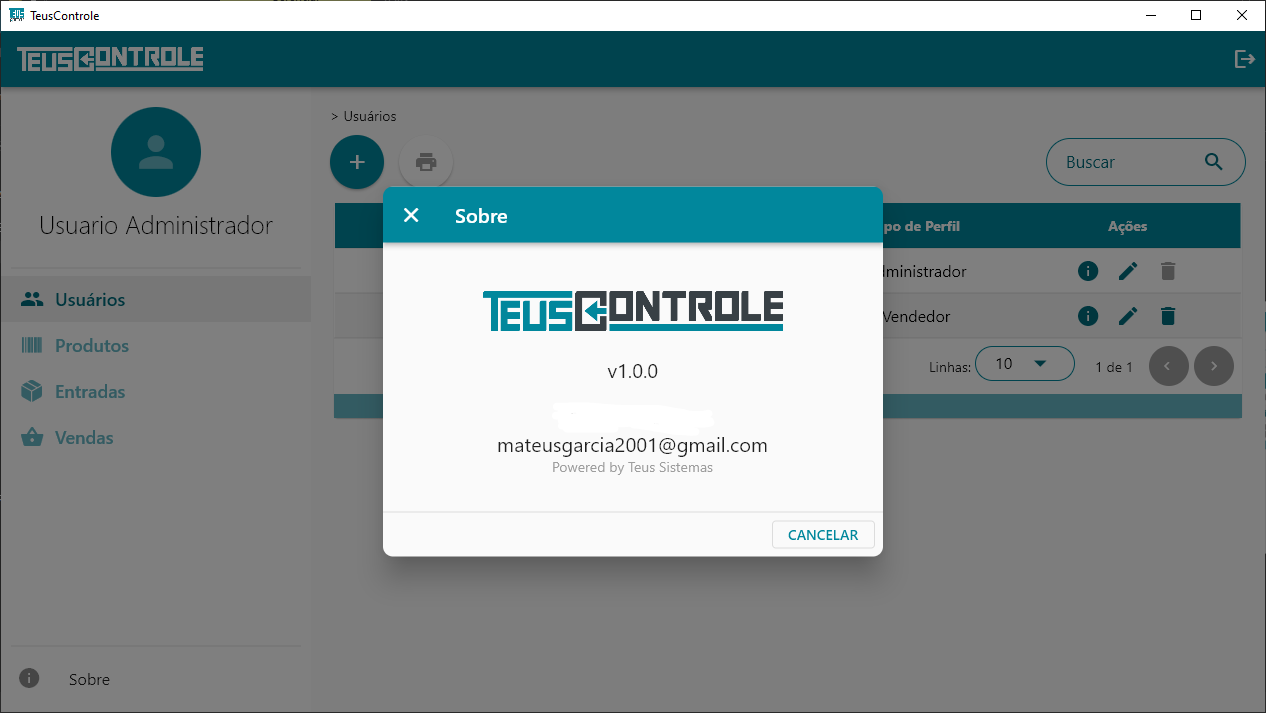 TeusControle
TEUSCONTROLE
Usuario Administrador
Usuários
Produtos
Entradas
Vendas
Sobre
> Usuários
Buscar
po de Perfil Ações
lministrador
Vendedor
Linhas: 10 1 de 1
Sobre
TEUSCONTROLE
v1.0.0
mateusgarcia2001@gmail.com
Powered by Teus Sistemas
CANCELAR